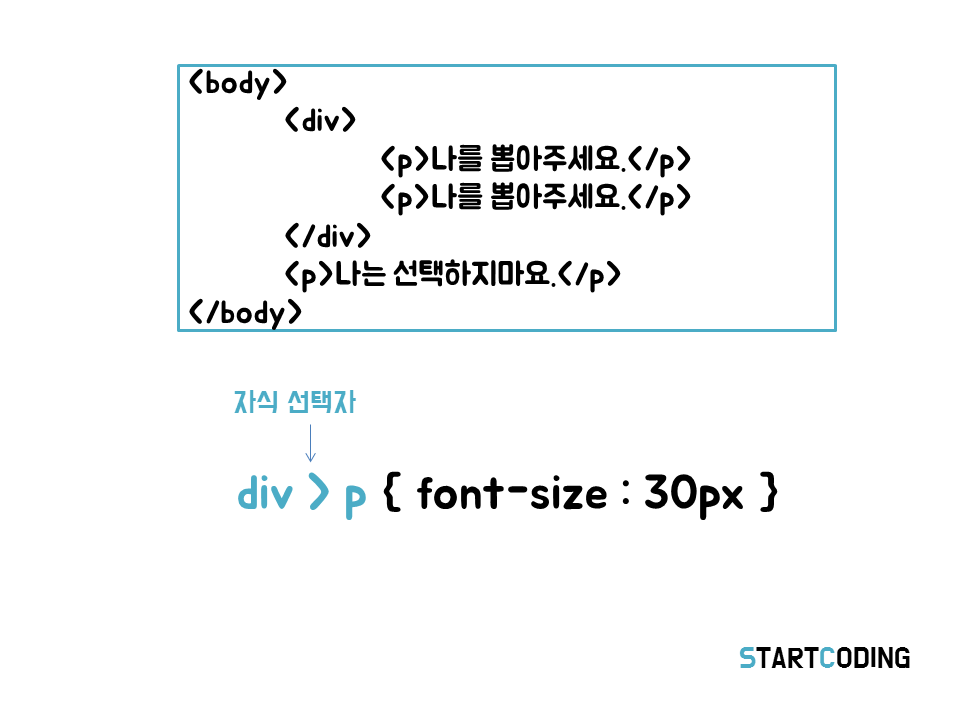 <body>
<div>
<p>나를 뽑아주세요.</p>
<p>나를 뽑아주세요.</p>
</div>
<p>나는 선택하지마요.</p>
</body>
자식 선택자
div > p { font-size : 30px }
STARTCODING